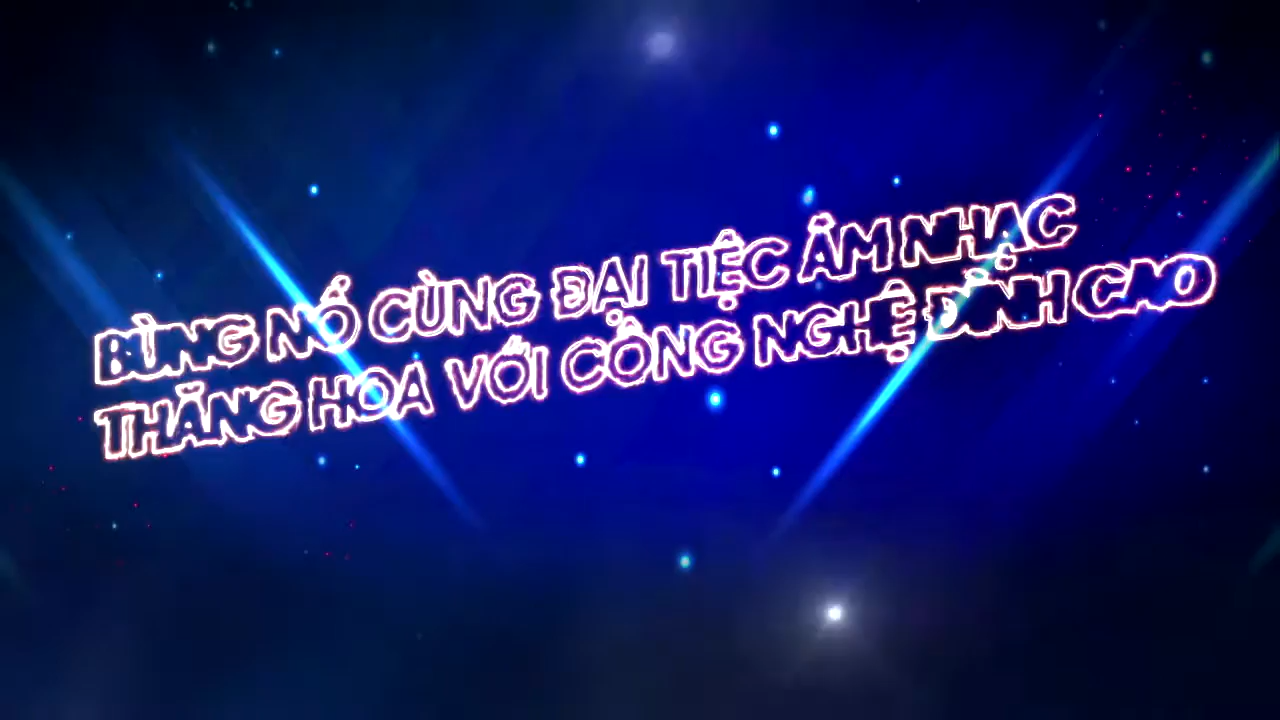 BÙNG NỔ CÙNG ĐẠI TIỆC ÂM NHẠC
THĂNG HOA VỚI CÔNG NGHỆ ĐỈNH CAO